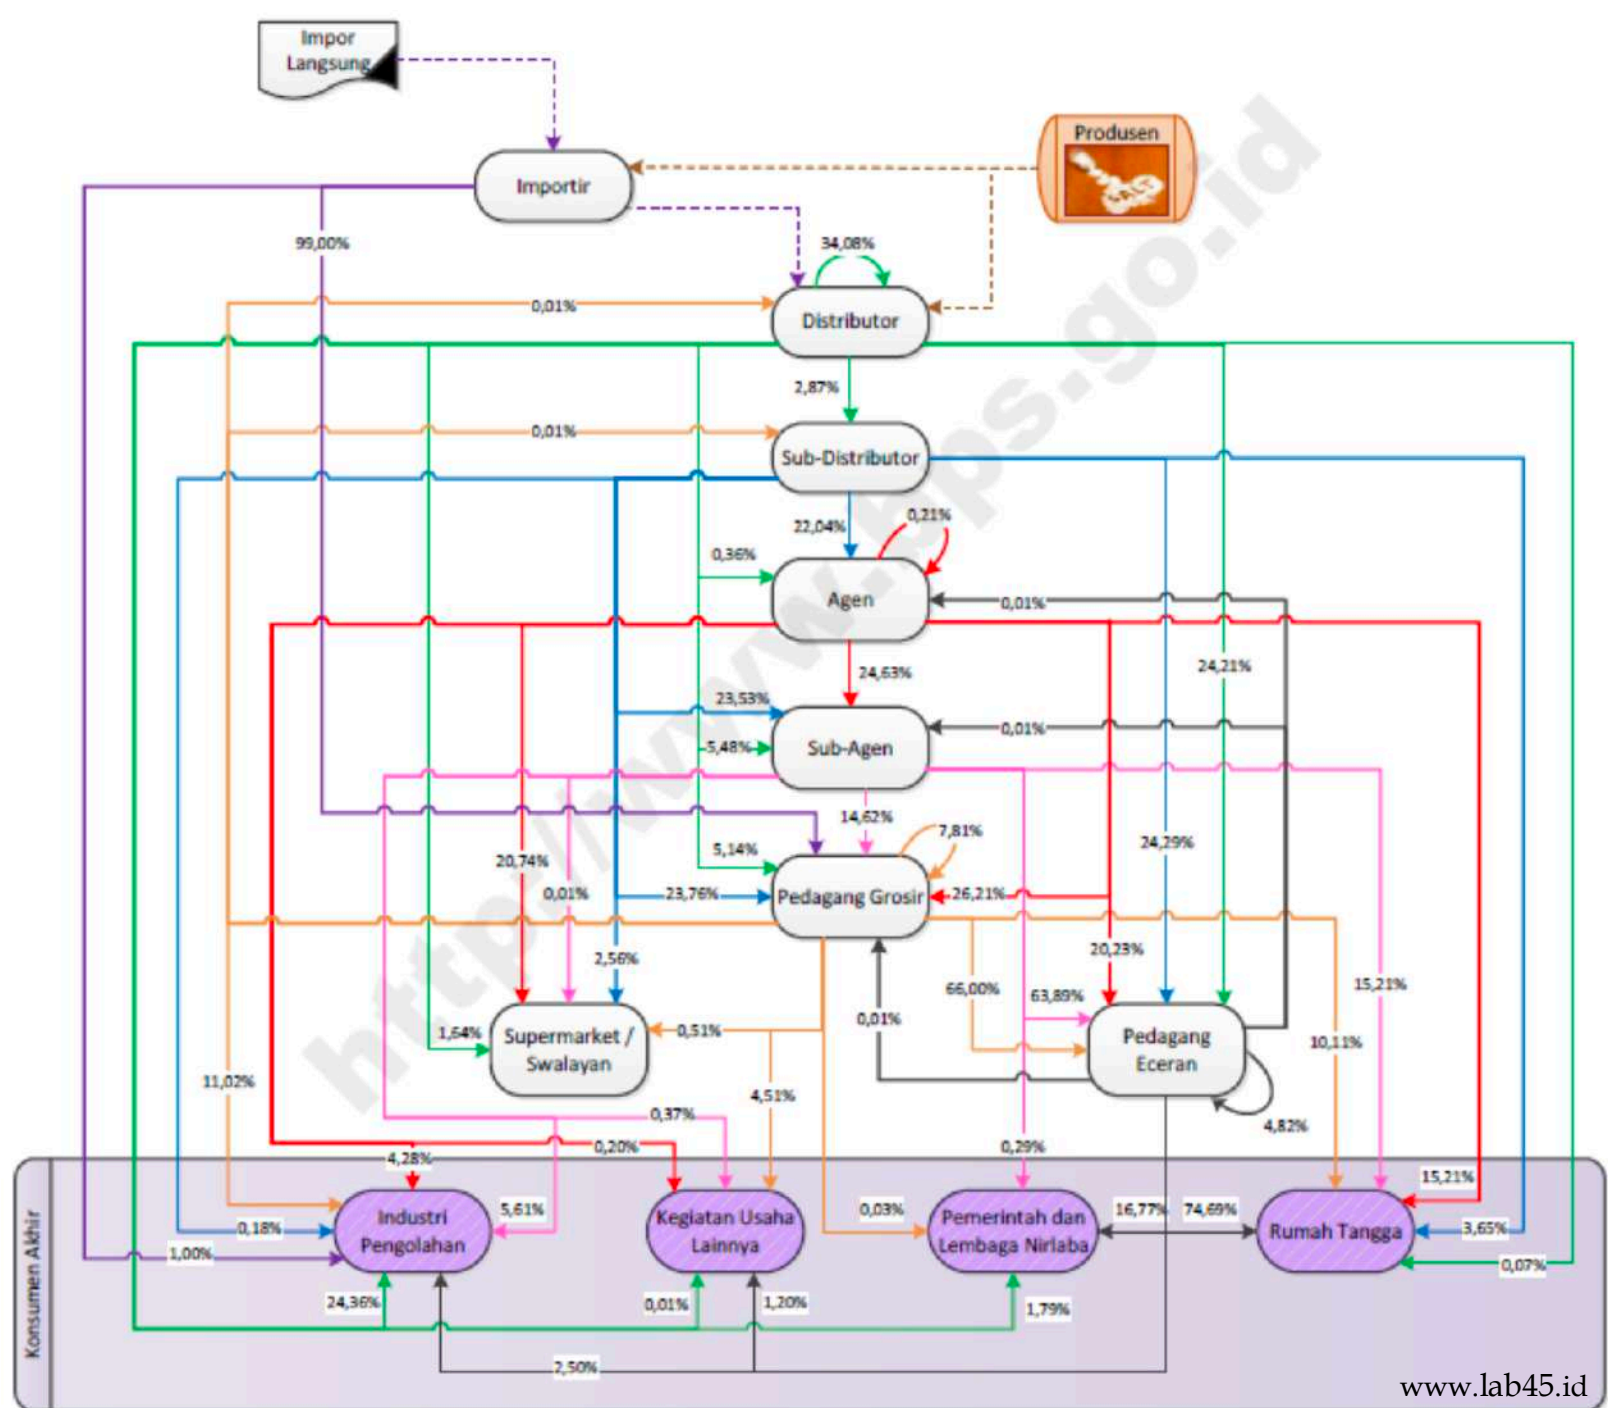 Impor
Langsung
Produsen
SALT
Importir
99,00%
34,08%
0,01%
Distributor
2,87%
0,01%
Sub-Distributor
22,04%
0,21%
0,36%
Agen
0,01%
24,63%
24,21%
23,53%
5,48%
Sub-Agen
0,01%
14,62%
7,81%
5,14%
20,74%
0,01%
24,29%
23,76%
Pedagang Grosir
26,21%
2,56%
20,23%
66,00%
63,89%
15,21%
0,01%
1,64%
Supermarket /
Swalayan
0,51%
Pedagang
Eceran
10,11%
11,02%
4,51%
0,37%
4,82%
0,20%
0,29%
4,28%
15,21%
Konsumen Akhir
0,18%
1,00%
Industri
Pengolahan
5,61%
Kegiatan Usaha
Lainnya
0,03%
Pemerintah dan
Lembaga Nirlaba
16,77%
74,69%
Rumah Tangga
3,65%
0,07%
24,36%
0,01%
1,20%
1,79%
2,50%
http://www.bps.go.id
www.lab45.id